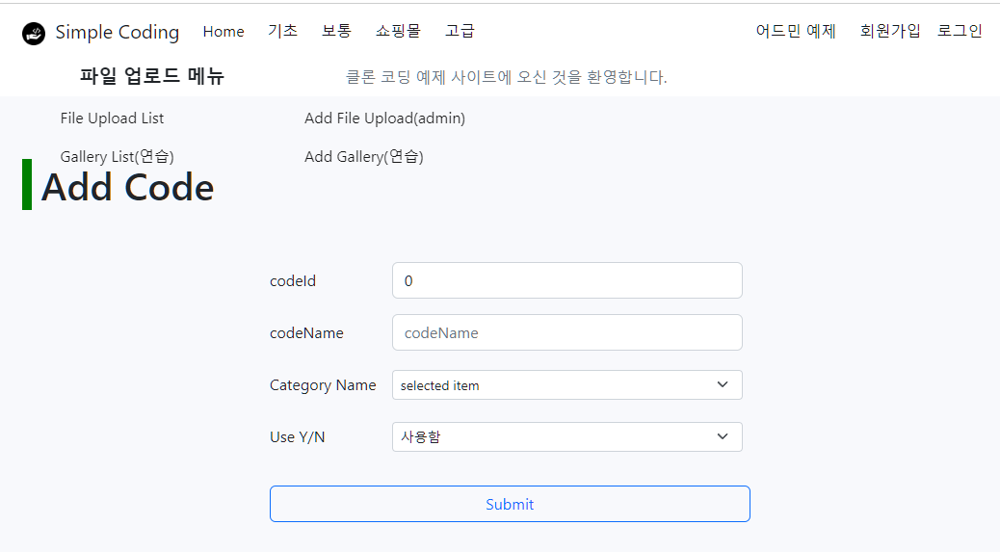 Simple Coding Home 기초 보통 쇼핑몰 고급 어드민 예제 회원가입 로그인
파일 업로드 메뉴 클론 코딩 예제 사이트에 오신 것을 환영합니다.
File Upload List Add File Upload(admin)
Gallery List(연습) Add Gallery(연습)
Add Code
codeId 0
codeName codeName
Category Name selected item
Use Y/N 사용함
Submit